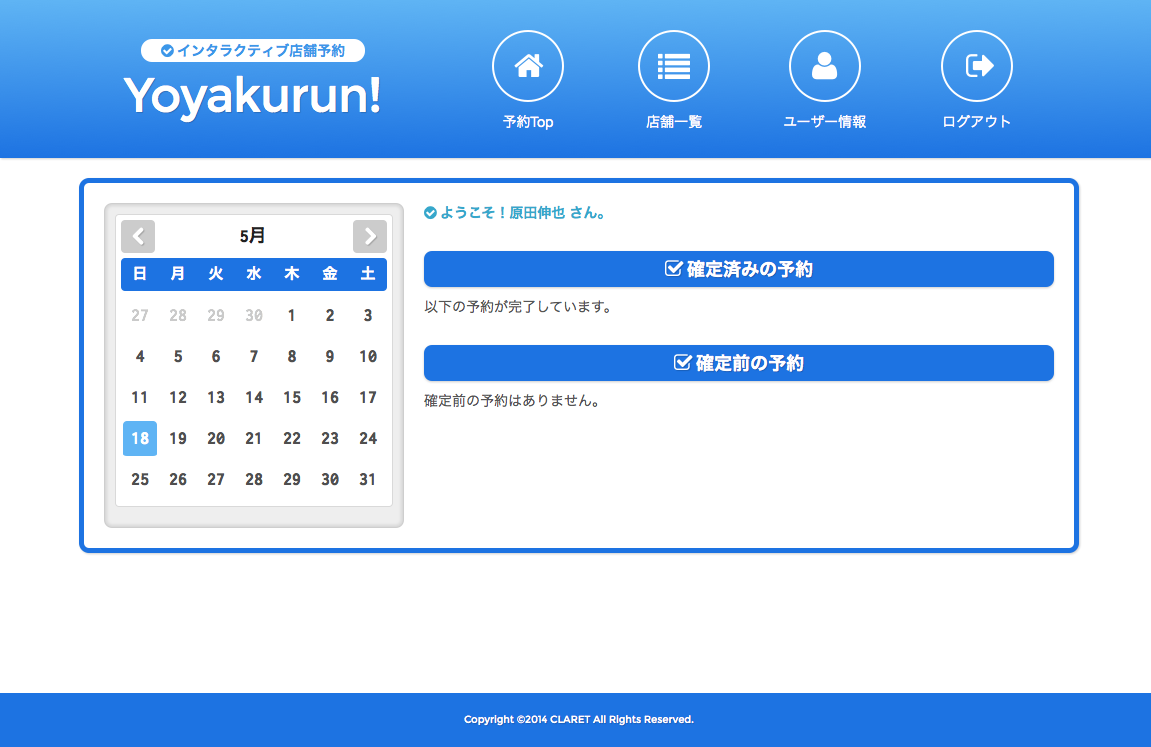 インタラクティブ店舗予約
Yoyakurun!
予約Top
店舗一覧
ユーザー情報
ログアウト
5月
日 月 火 水 木 金 土
27 28 29 30 1 2 3
4 5 6 7 8 9 10
11 12 13 14 15 16 17
18 19 20 21 22 23 24
25 26 27 28 29 30 31
ようこそ！原田伸也 さん。
確定済みの予約
以下の予約が完了しています。
確定前の予約
確定前の予約はありません。
Copyright ©2014 CLARET All Rights Reserved.